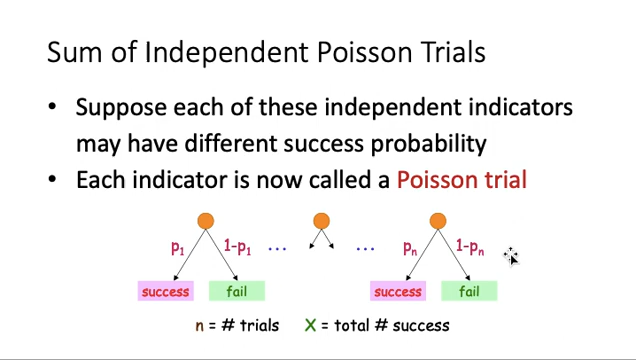 Sum of Independent Poisson Trials
• Suppose each of these independent indicators
may have different success probability
• Each indicator is now called a Poisson trial
p1 1-p1 ... ... pn 1-pn
success fail success fail
n = # trials X = total # success